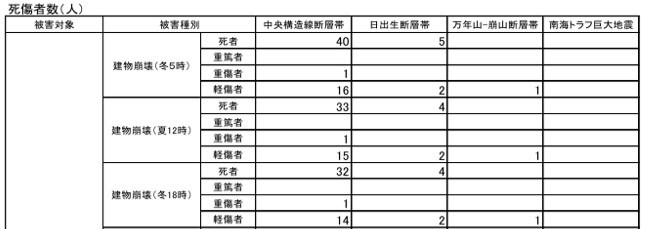 死傷者数(人)
被害対象 被害種別 中央構造線断層帯 日出生断層帯 万年山-崩山断層帯 南海トラフ巨大地震
建物崩壊(冬5時) 死者 40 5
重篤者
重傷者 1
軽傷者 16 2 1
建物崩壊(夏12時) 死者 33 4
重篤者
重傷者 1
軽傷者 15 2 1
建物崩壊(冬18時) 死者 32 4
重篤者
重傷者 1
軽傷者 14 2 1